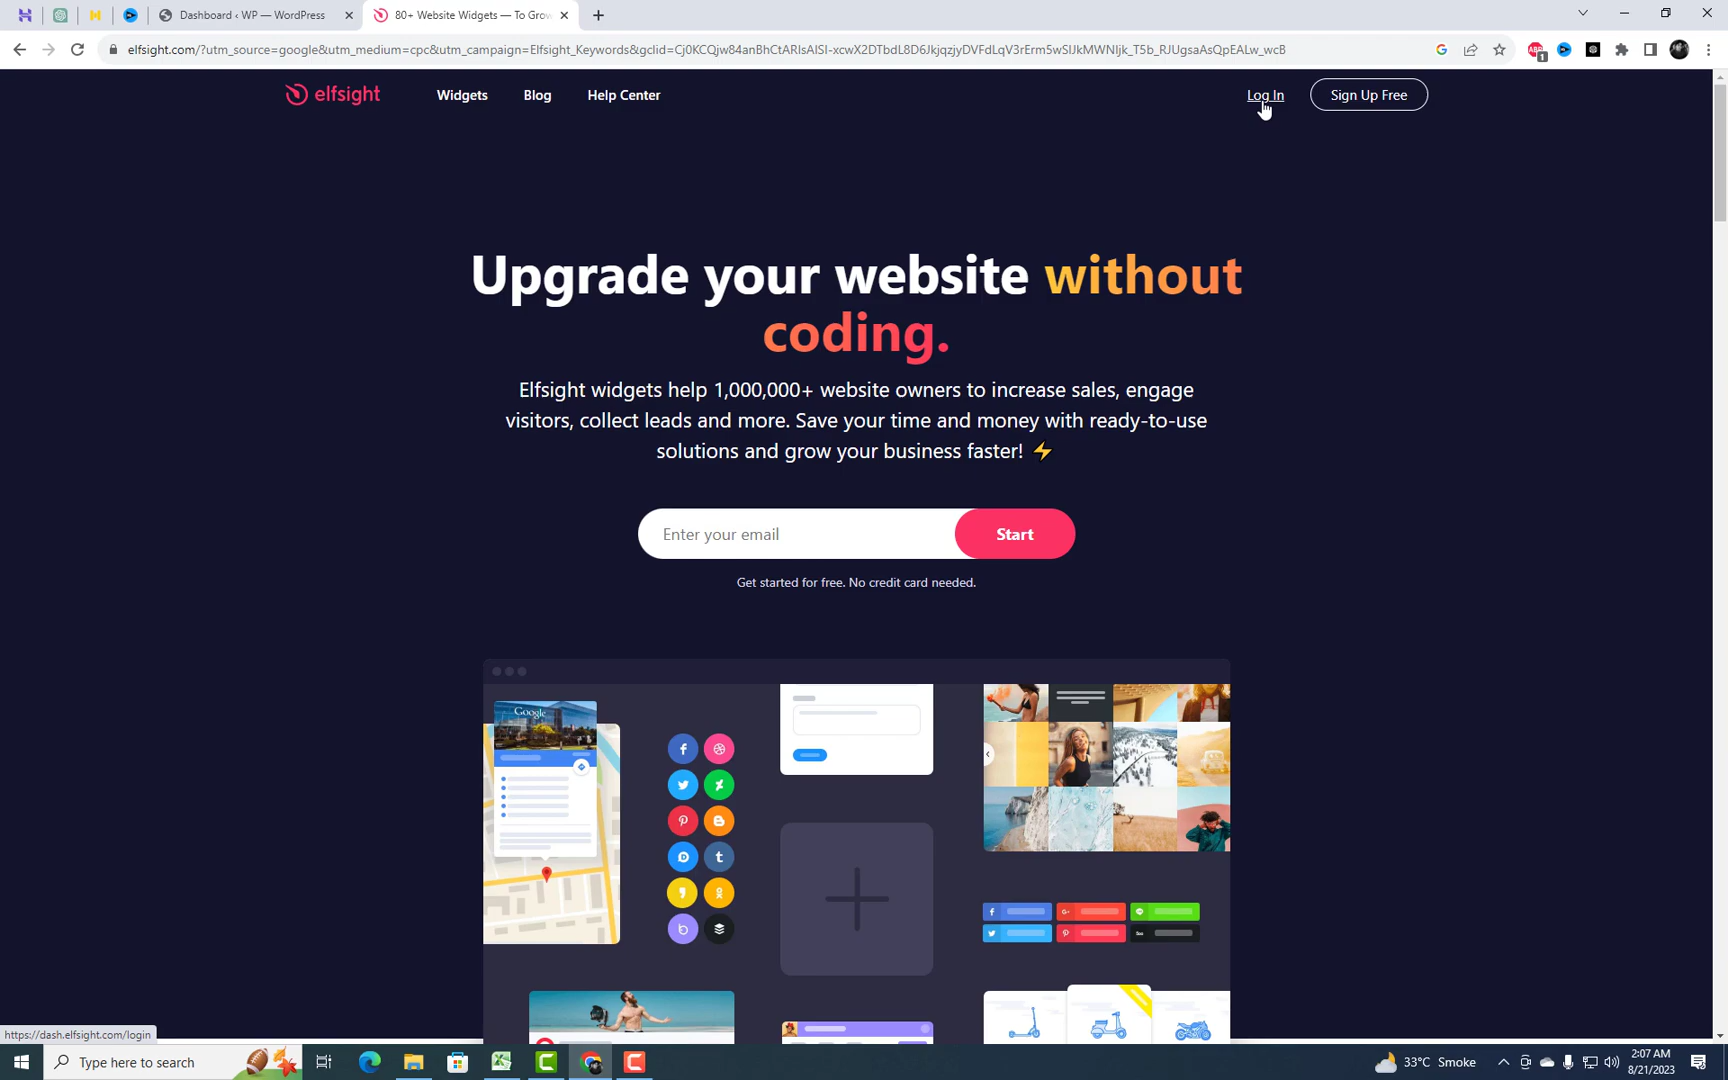 Dashboard ‹ WP — WordPress
80+ Website Widgets — To Grow
elfsight.com/?utm_source=google&utm_medium=cpc&utm_campaign=Elfsight_Keywords&gclid=Cj0KCQjw84anBhCtARIsAISI-xcwX2DTbdL8D6JkjqzjyDVFdLqV3rErm5wSlUkMWNljk_T5b_RJUgsaAsQpEALw_wcB
ABP
1
elfsight
Widgets
Blog
Help Center
Log In
Sign Up Free
Upgrade your website without
coding.
Elfsight widgets help 1,000,000+ website owners to increase sales, engage
visitors, collect leads and more. Save your time and money with ready-to-use
solutions and grow your business faster! ⚡
Enter your email
Start
Get started for free. No credit card needed.
Google
https://dash.elfsight.com/login
Type here to search
33°C Smoke
2:07 AM
8/21/2023